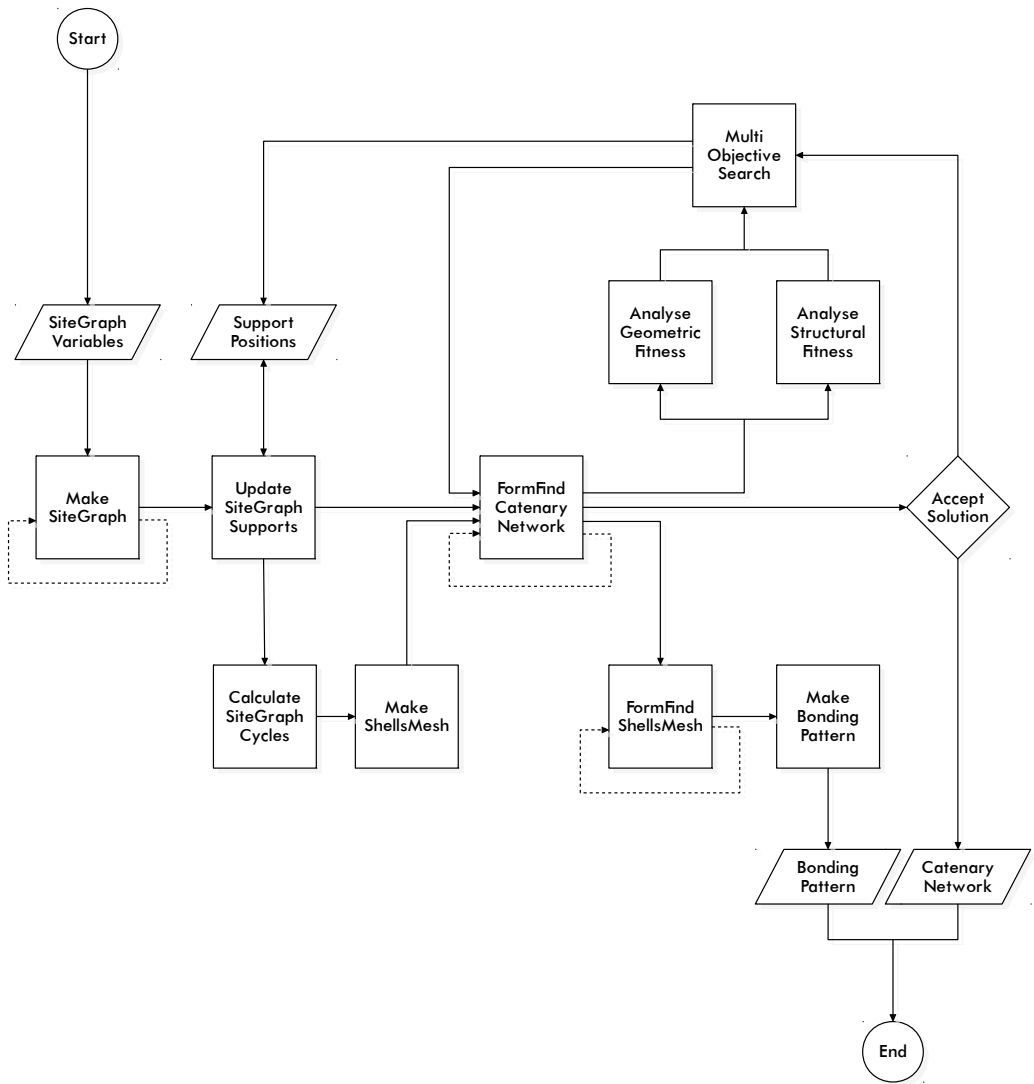 Start
Multi
Objective
Search
SiteGraph
Variables
Support
Positions
Analyse
Geometric
Fitness
Analyse
Structural
Fitness
Make
SiteGraph
Update
SiteGraph
Supports
FormFind
Catenary
Network
Accept
Solution
Calculate
SiteGraph
Cycles
Make
ShellsMesh
FormFind
ShellsMesh
Make
Bonding
Pattern
Bonding
Pattern
Catenary
Network
End